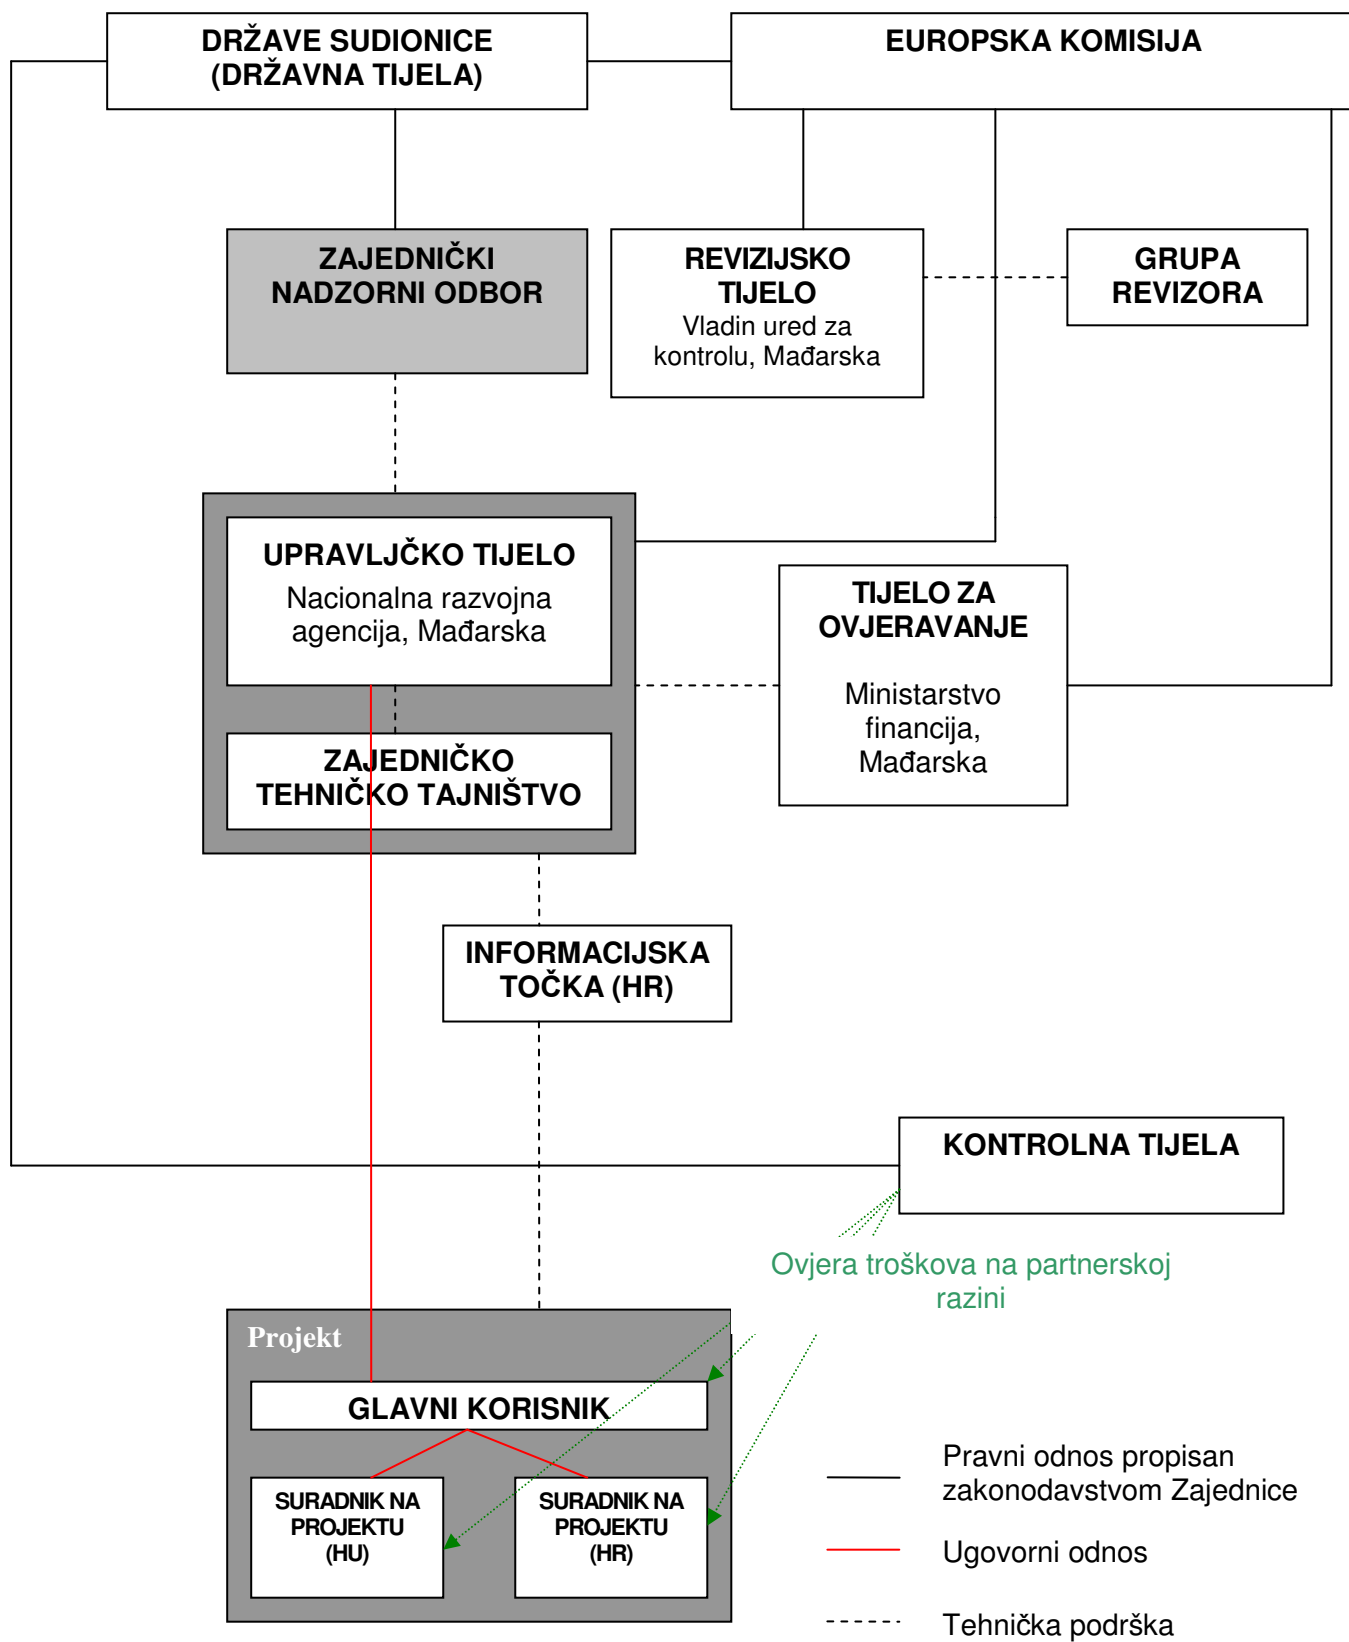 DRŽAVE SUDIONICE
(DRŽAVNA TIJELA)
EUROPSKA KOMISIJA
ZAJEDNIČKI
NADZORNI ODBOR
REVIZIJSKO
TIJELO
Vladin ured za
kontrolu, Mađarska
GRUPA
REVIZORA
UPRAVLJČKO TIJELO
Nacionalna razvojna
agencija, Mađarska
TIJELO ZA
OVJERAVANJE
Ministarstvo
financija,
Mađarska
ZAJEDNIČKO
TEHNIČKO TAJNIŠTVO
INFORMACIJSKA
TOČKA (HR)
KONTROLNA TIJELA
Ovjera troškova na partnerskoj
razini
Projekt
GLAVNI KORISNIK
SURADNIK NA
PROJEKTU
(HU)
SURADNIK NA
PROJEKTU
(HR)
Pravni odnos propisan
zakonodavstvom Zajednice
Ugovorni odnos
Tehnička podrška